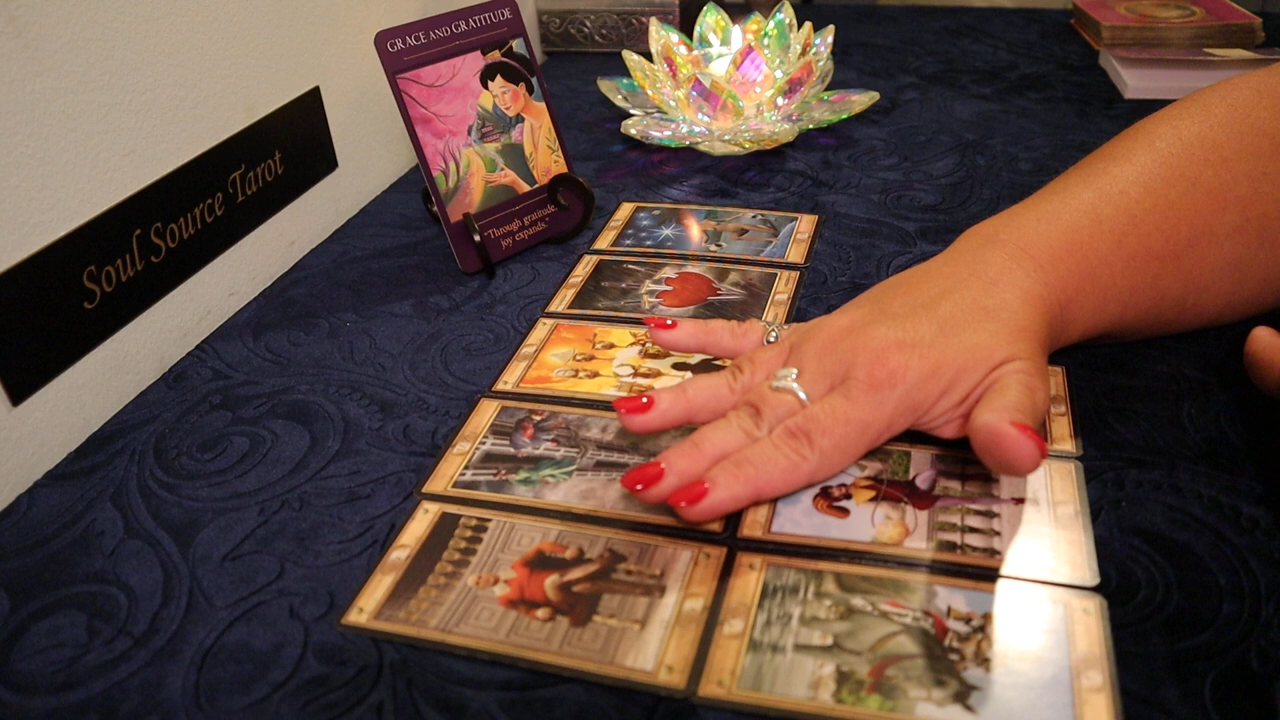 GRACE AND GRATITUDE
"Through gratitude,
joy expands."
Soul Source Tarot